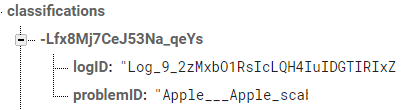 classifications
-Lfx8Mj7CeJ53Na_qeYs
logID: "Log_9_2zMxbO1RsIcLQH4IuIDGTIRIxZ
problemID: "Apple___Apple_scal